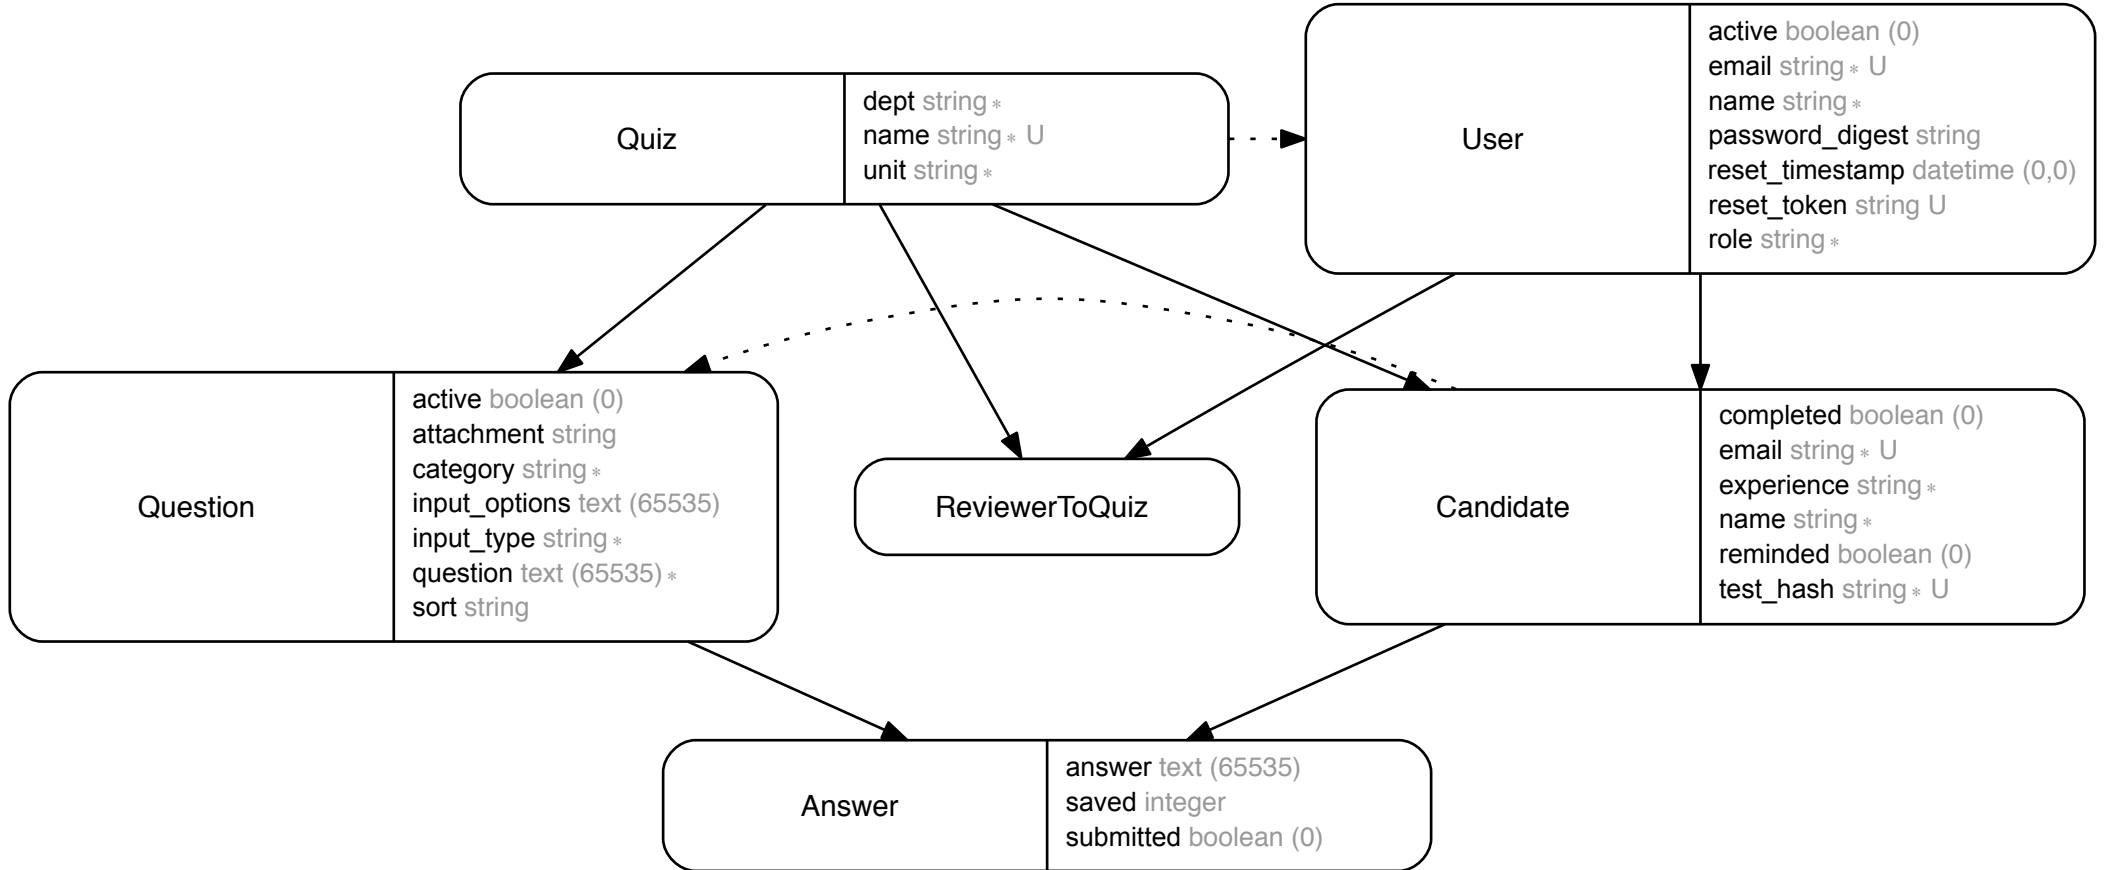 Quiz
dept string ∗
name string ∗ U
unit string ∗
User
active boolean (0)
email string ∗ U
name string ∗
password_digest string
reset_timestamp datetime (0,0)
reset_token string U
role string ∗
Question
active boolean (0)
attachment string
category string ∗
input_options text (65535)
input_type string ∗
question text (65535) ∗
sort string
ReviewerToQuiz
Candidate
completed boolean (0)
email string ∗ U
experience string ∗
name string ∗
reminded boolean (0)
test_hash string ∗ U
Answer
answer text (65535)
saved integer
submitted boolean (0)